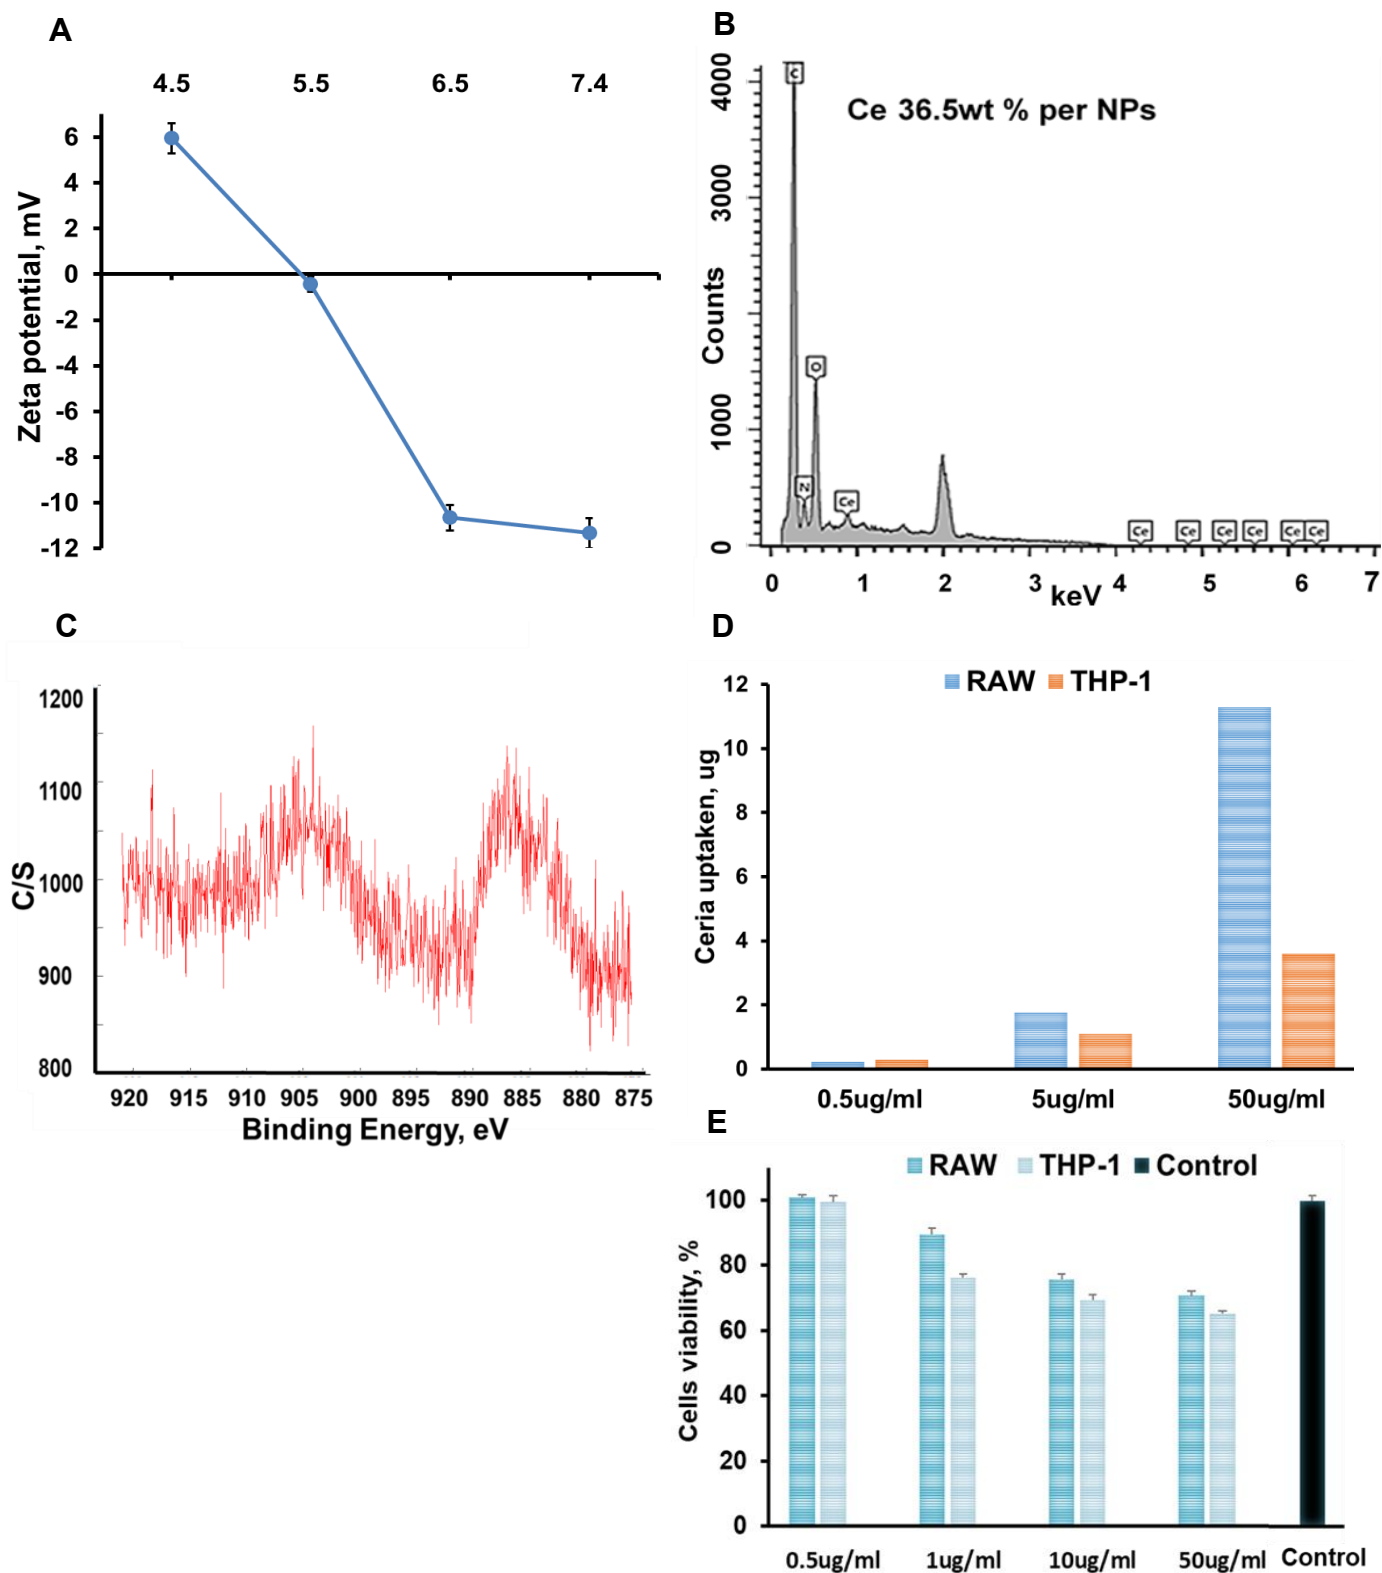 A
4.5 5.5 6.5 7.4
6
4
2
0
-2
-4
-6
-8
-10
-12
Zeta potential, mV
B
Ce 36.5wt % per NPs
4000
3000
1000
0
Counts
C
O
N
Ce
Ce Ce Ce Ce Ce Ce
0 1 2 3 4 5 6 7
keV
C
1200
1100
1000
900
800
C/S
920 915 910 905 900 895 890 885 880 875
Binding Energy, eV
D
RAW THP-1
12
10
8
6
4
2
0
Ceria uptaken, ug
0.5ug/ml 5ug/ml 50ug/ml
E
RAW THP-1 Control
100
80
60
40
20
0
Cells viability, %
0.5ug/ml 1ug/ml 10ug/ml 50ug/ml Control